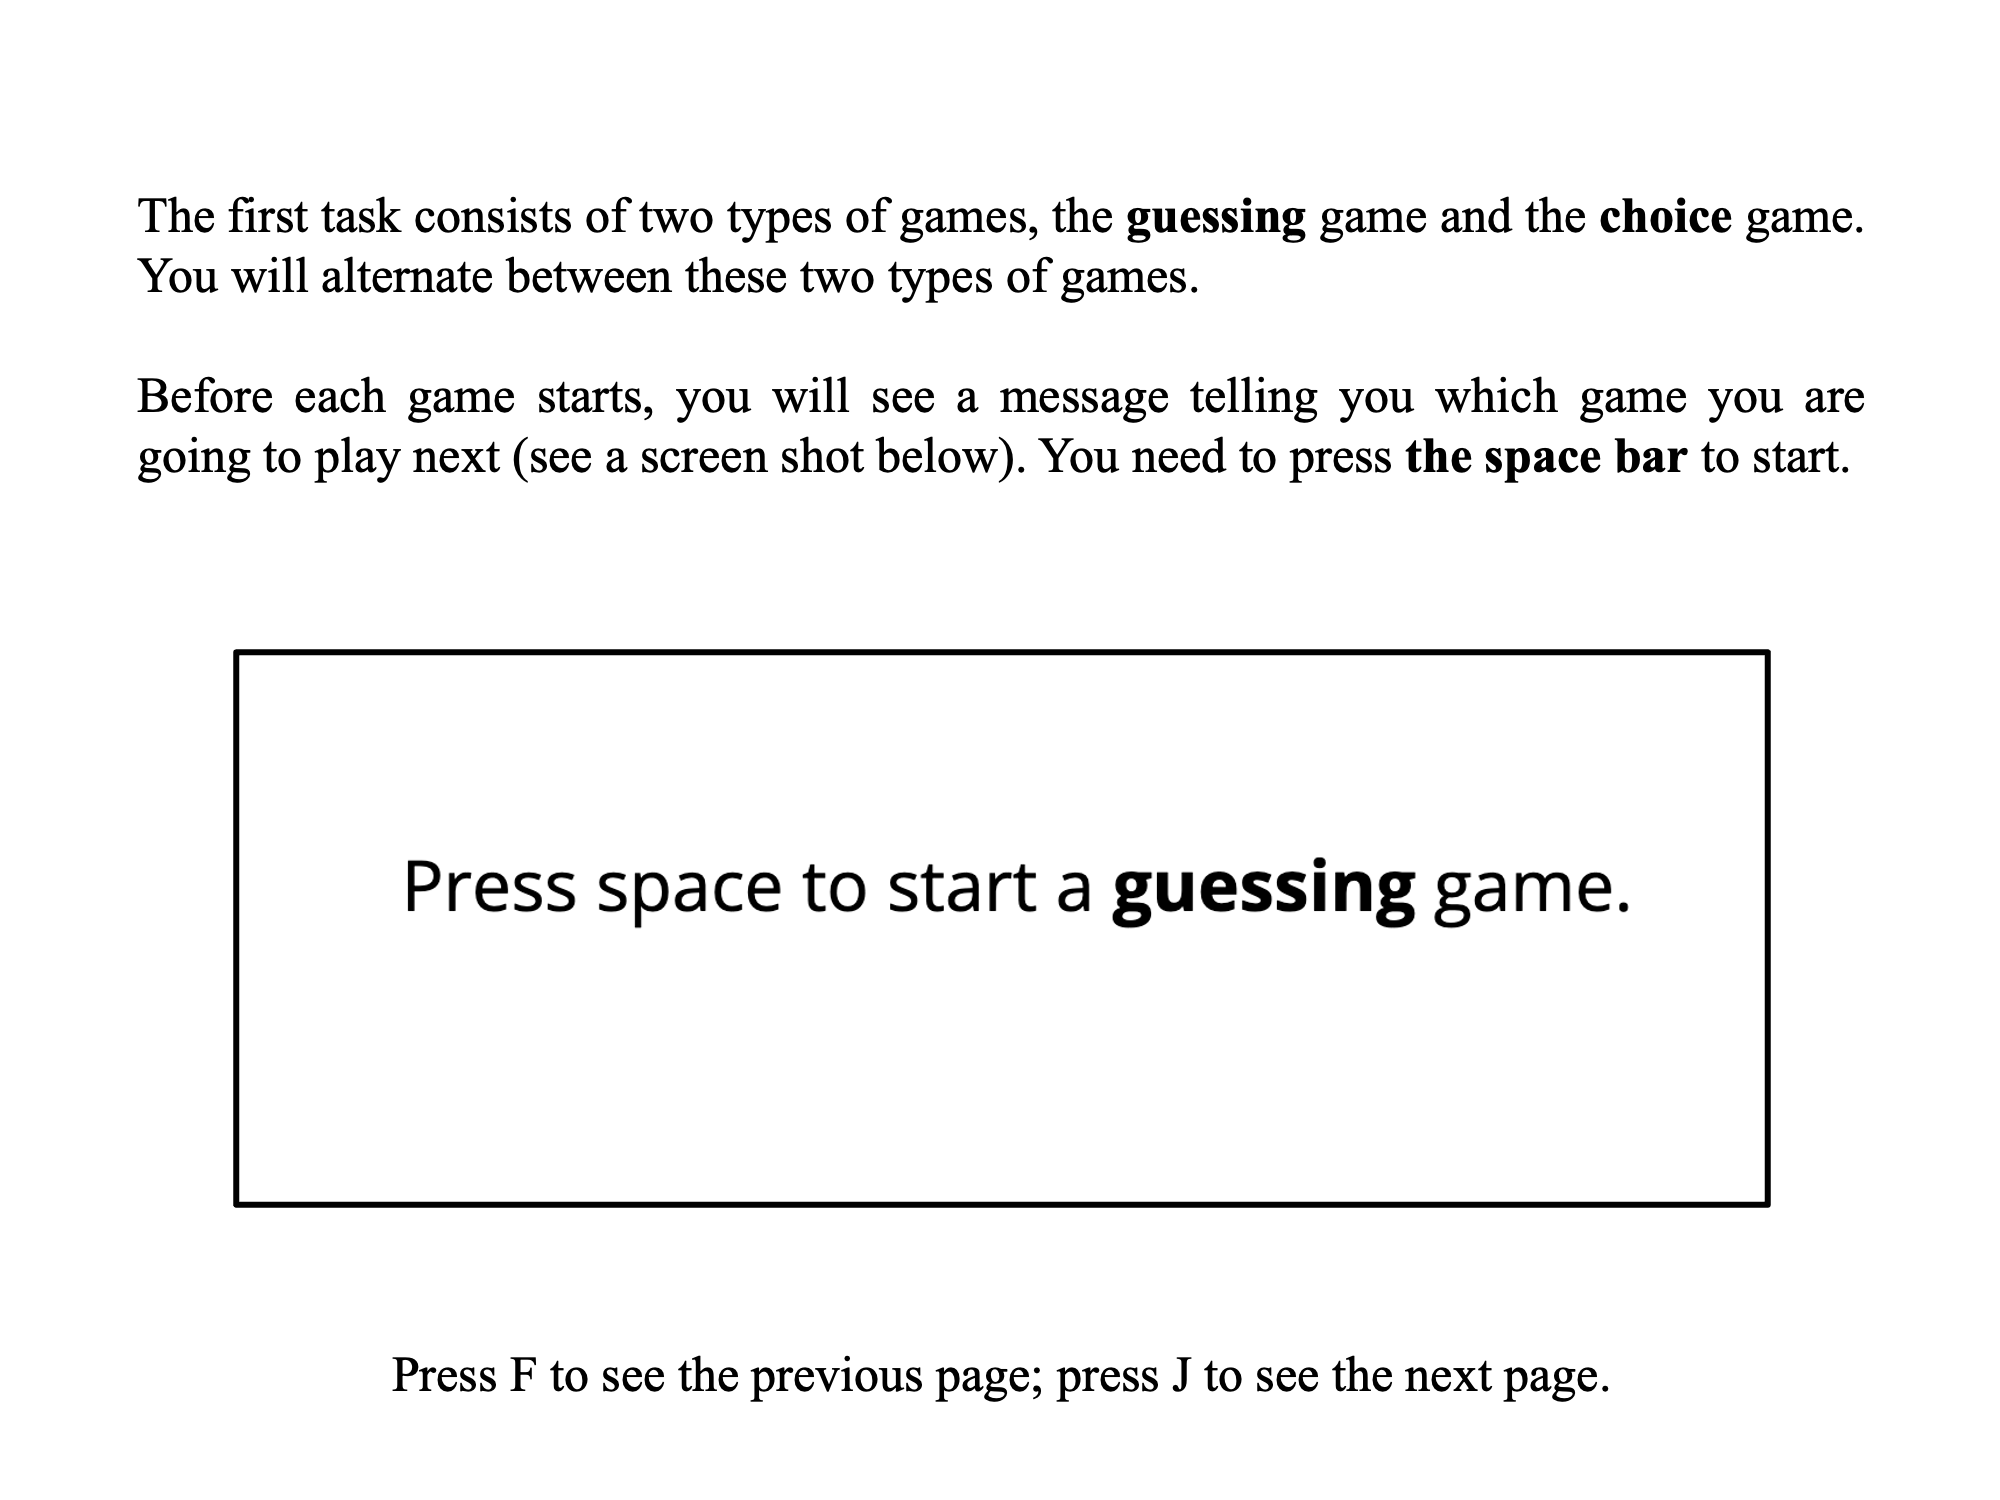 The first task consists of two types of games, the guessing game and the choice game.
You will alternate between these two types of games.
Before each game starts, you will see a message telling you which game you are
going to play next (see a screen shot below). You need to press the space bar to start.
Press space to start a guessing game.
Press F to see the previous page; press J to see the next page.